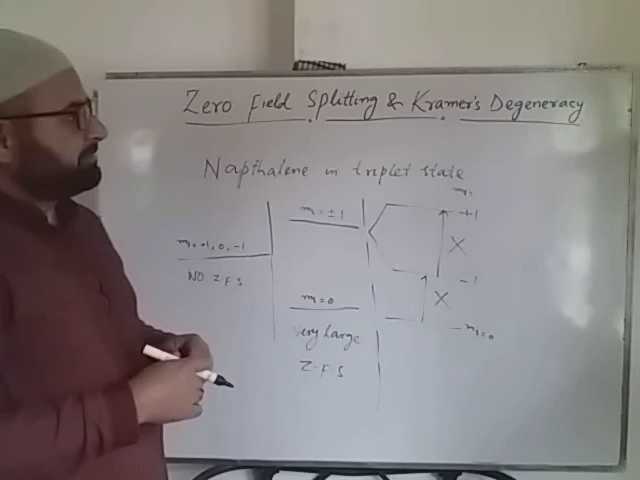 Zero Field Splitting & Kramer's Degeneracy
Napthalene in triplet state
ms=+1, 0, -1
NO Z.F.S
ms=±1
ms=0
Very large
Z.F.S
ms
+1
X
-1
X
ms=0